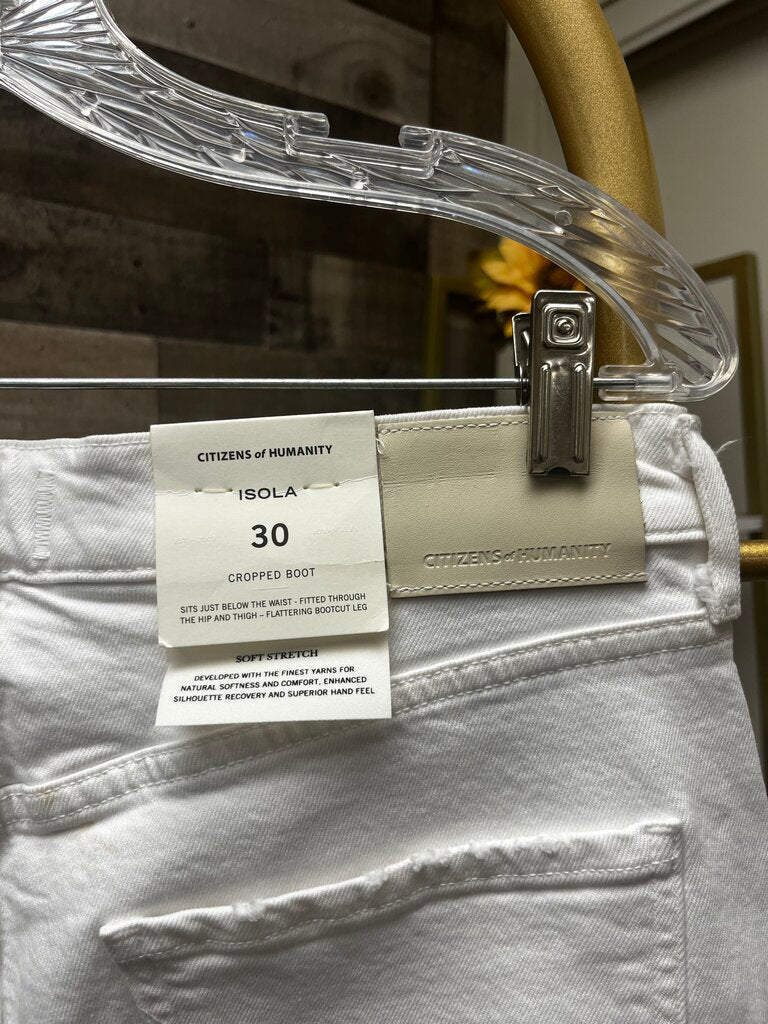 CITIZENS of HUMANITY
ISOLA
30
CROPPED BOOT
SITS JUST BELOW THE WAIST - FITTED THROUGH
THE HIP AND THIGH – FLATTERING BOOTCUT LEG
SOFT STRETCH
DEVELOPED WITH THE FINEST YARNS FOR
NATURAL SOFTNESS AND COMFORT, ENHANCED
SILHOUETTE RECOVERY AND SUPERIOR HAND FEEL
CITIZENS of HUMANITY